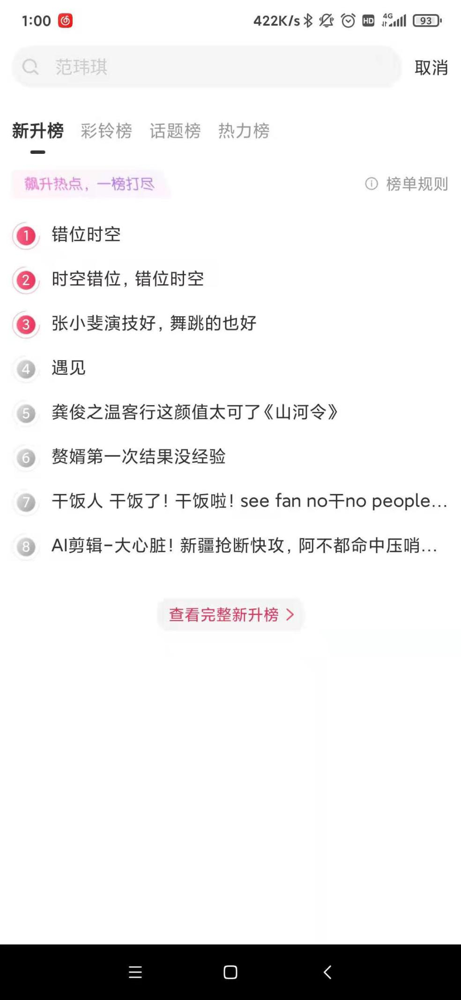 1:00 422K/s HD 4G 93
范玮琪 取消
新升榜 彩铃榜 话题榜 热力榜
飙升热点，一榜打尽 榜单规则
1 错位时空
2 时空错位，错位时空
3 张小斐演技好，舞跳的也好
4 遇见
5 龚俊之温客行这颜值太可了《山河令》
6 赘婿第一次结果没经验
7 干饭人 干饭了！干饭啦！see fan no干no people...
8 AI剪辑-大心脏！新疆抢断快攻，阿不都命中压哨...
查看完整新升榜 >